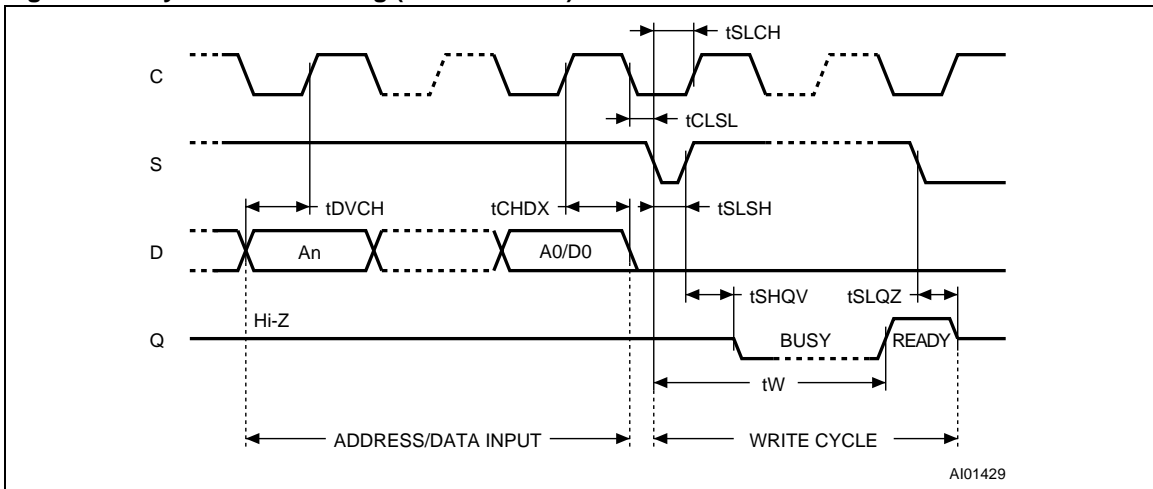 tSLCH
C
tCLSL
S
tDVCH
tCHDX
tSLSH
D
An
A0/D0
tSHQV
tSLQZ
Hi-Z
Q
BUSY
READY
tW
ADDRESS/DATA INPUT
WRITE CYCLE
AI01429